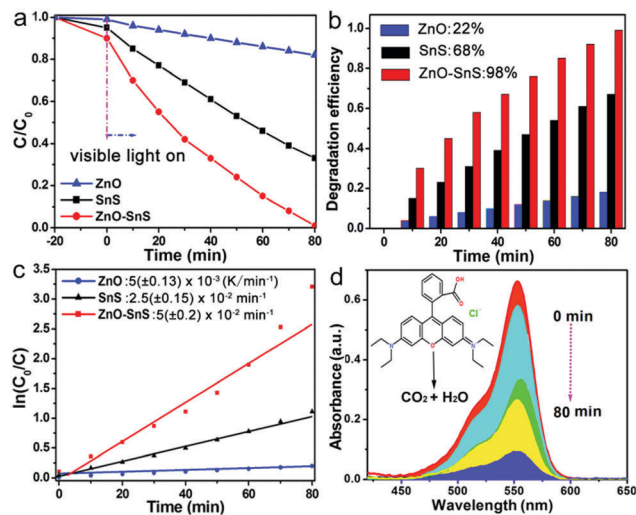 a
C/C0
1.0
0.8
0.6
0.4
0.2
0.0
visible light on
ZnO
SnS
ZnO-SnS
-20 0 20 40 60 80
Time (min)
b
Degradation efficiency
1.0
0.8
0.6
0.4
0.2
0.0
ZnO:22%
SnS:68%
ZnO-SnS:98%
0 10 20 30 40 50 60 70 80
Time (min)
c
ln(C0/C)
3.5
3.0
2.5
2.0
1.5
1.0
0.5
0.0
ZnO :5(±0.13) x 10-3 (K/min-1)
SnS :2.5(±0.15) x 10-2 min-1
ZnO-SnS:5(±0.2) x 10-2 min-1
0 20 40 60 80
Time (min)
d
Absorbance (a.u.)
0.6
0.4
0.2
0.0
OH
O
Cl-
N
O+
N
CO2 + H2O
0 min
80 min
450 500 550 600 650
Wavelength (nm)